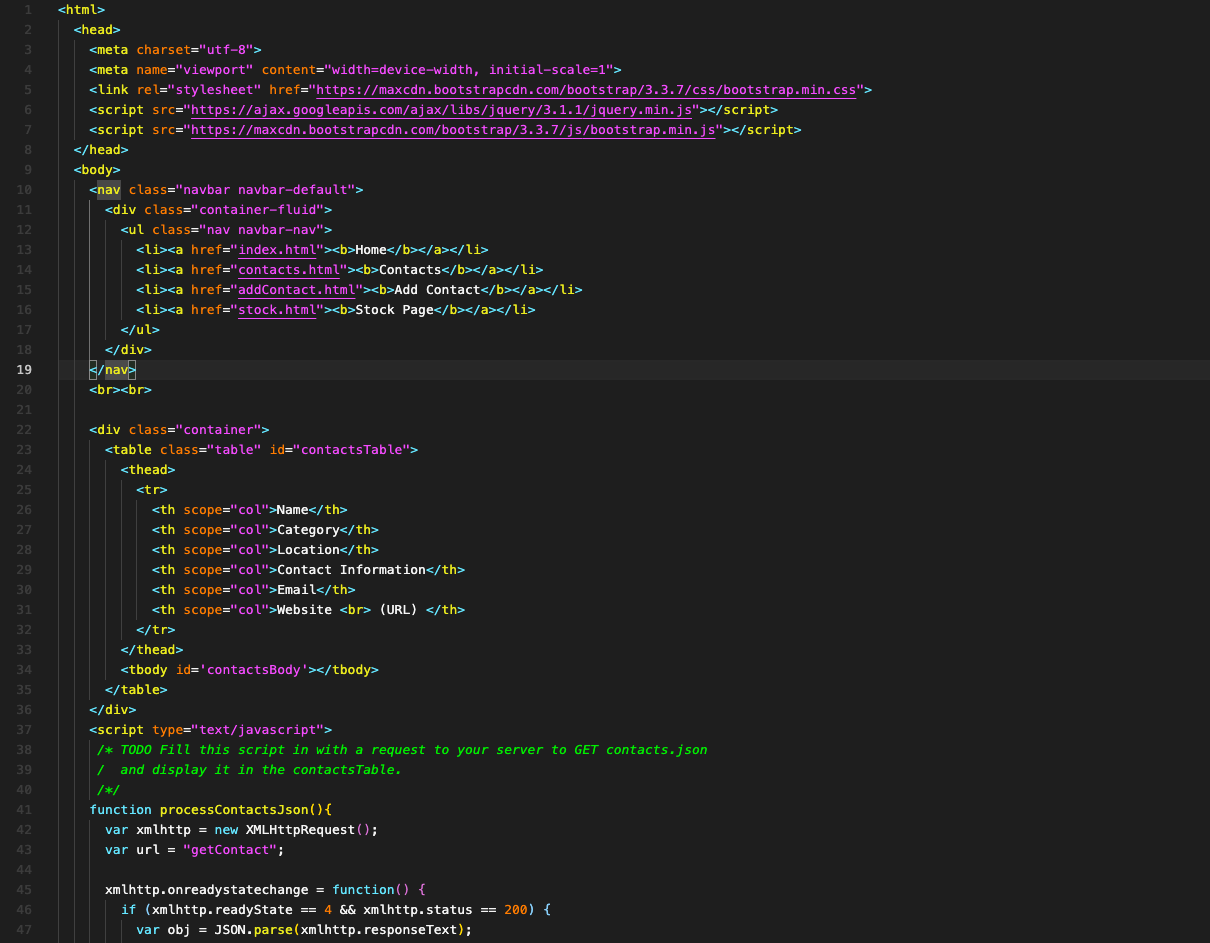 1 <html>
2 <head>
3 <meta charset="utf-8">
4 <meta name="viewport" content="width=device-width, initial-scale=1">
5 <link rel="stylesheet" href="https://maxcdn.bootstrapcdn.com/bootstrap/3.3.7/css/bootstrap.min.css">
6 <script src="https://ajax.googleapis.com/ajax/libs/jquery/3.1.1/jquery.min.js"></script>
7 <script src="https://maxcdn.bootstrapcdn.com/bootstrap/3.3.7/js/bootstrap.min.js"></script>
8 </head>
9 <body>
10 <nav class="navbar navbar-default">
11 <div class="container-fluid">
12 <ul class="nav navbar-nav">
13 <li><a href="index.html"><b>Home</b></a></li>
14 <li><a href="contacts.html"><b>Contacts</b></a></li>
15 <li><a href="addContact.html"><b>Add Contact</b></a></li>
16 <li><a href="stock.html"><b>Stock Page</b></a></li>
17 </ul>
18 </div>
19 </nav>
20 <br><br>
21
22 <div class="container">
23 <table class="table" id="contactsTable">
24 <thead>
25 <tr>
26 <th scope="col">Name</th>
27 <th scope="col">Category</th>
28 <th scope="col">Location</th>
29 <th scope="col">Contact Information</th>
30 <th scope="col">Email</th>
31 <th scope="col">Website <br> (URL) </th>
32 </tr>
33 </thead>
34 <tbody id='contactsBody'></tbody>
35 </table>
36 </div>
37 <script type="text/javascript">
38 /* TODO Fill this script in with a request to your server to GET contacts.json
39 / and display it in the contactsTable.
40 /*/
41 function processContactsJson(){
42 var xmlhttp = new XMLHttpRequest();
43 var url = "getContact";
44
45 xmlhttp.onreadystatechange = function() {
46 if (xmlhttp.readyState == 4 && xmlhttp.status == 200) {
47 var obj = JSON.parse(xmlhttp.responseText);